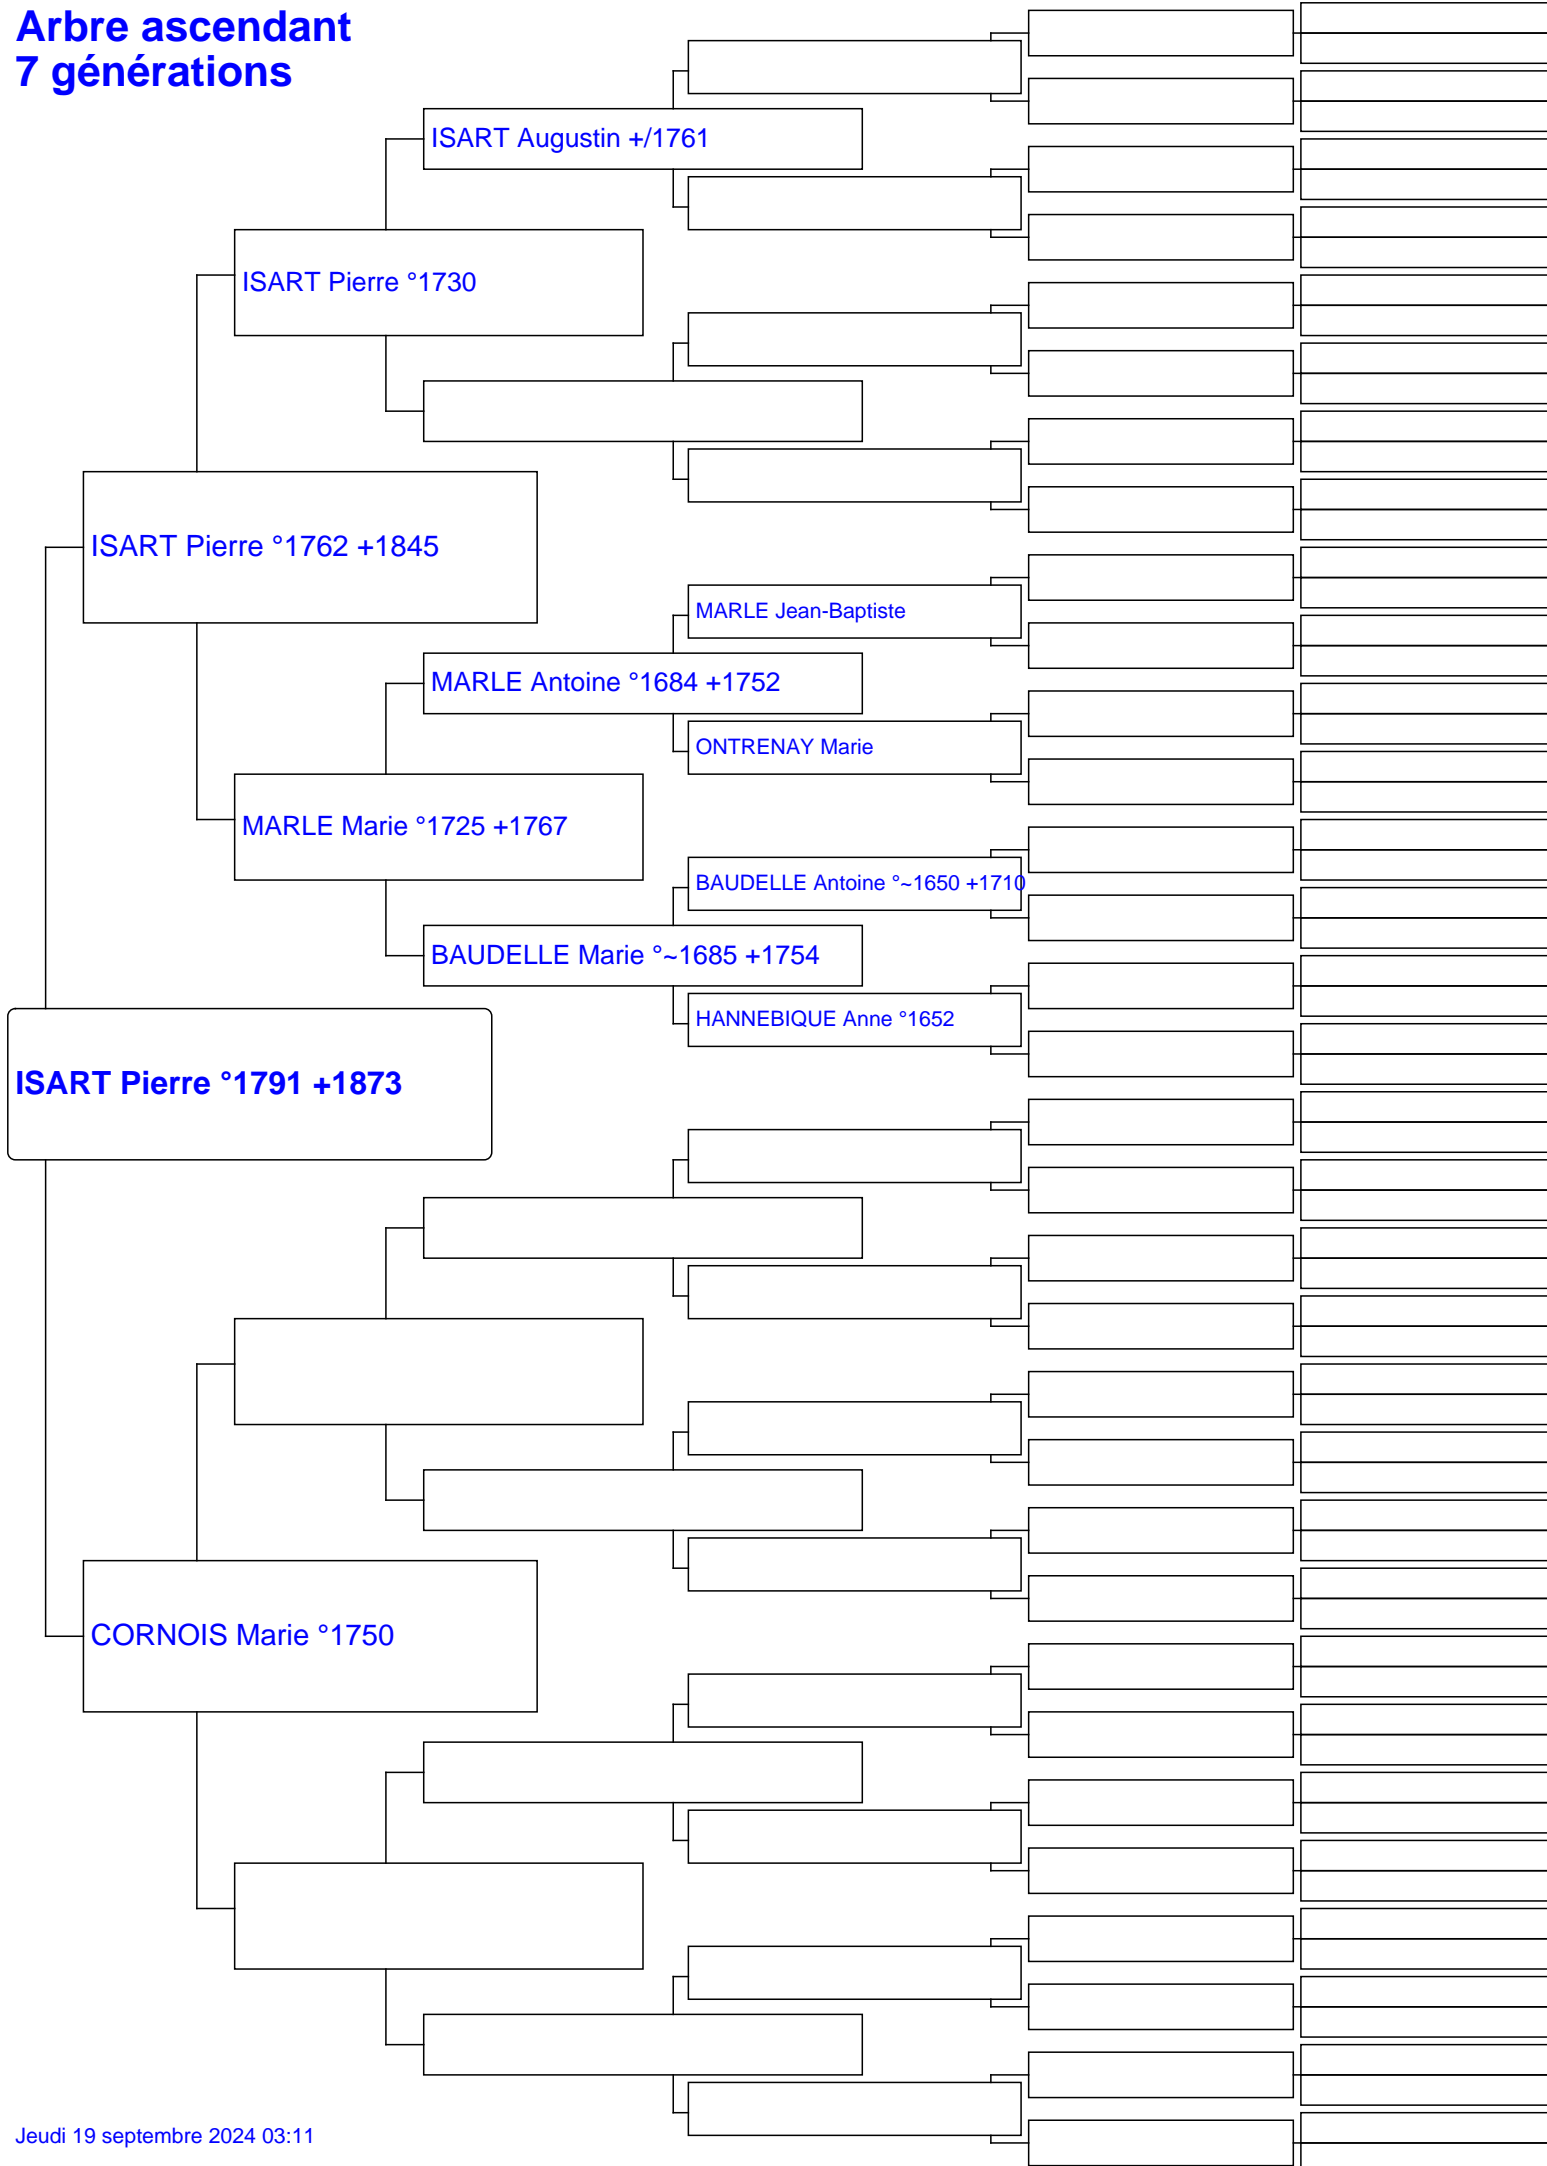 Arbre ascendant
7 générations
ISART Augustin +/1761
ISART Pierre °1730
ISART Pierre °1762 +1845
MARLE Jean-Baptiste
MARLE Antoine °1684 +1752
ONTRENAY Marie
MARLE Marie °1725 +1767
BAUDELLE Antoine °~1650 +1710
BAUDELLE Marie °~1685 +1754
HANNEBIQUE Anne °1652
ISART Pierre °1791 +1873
CORNOIS Marie °1750
Jeudi 19 septembre 2024 03:11